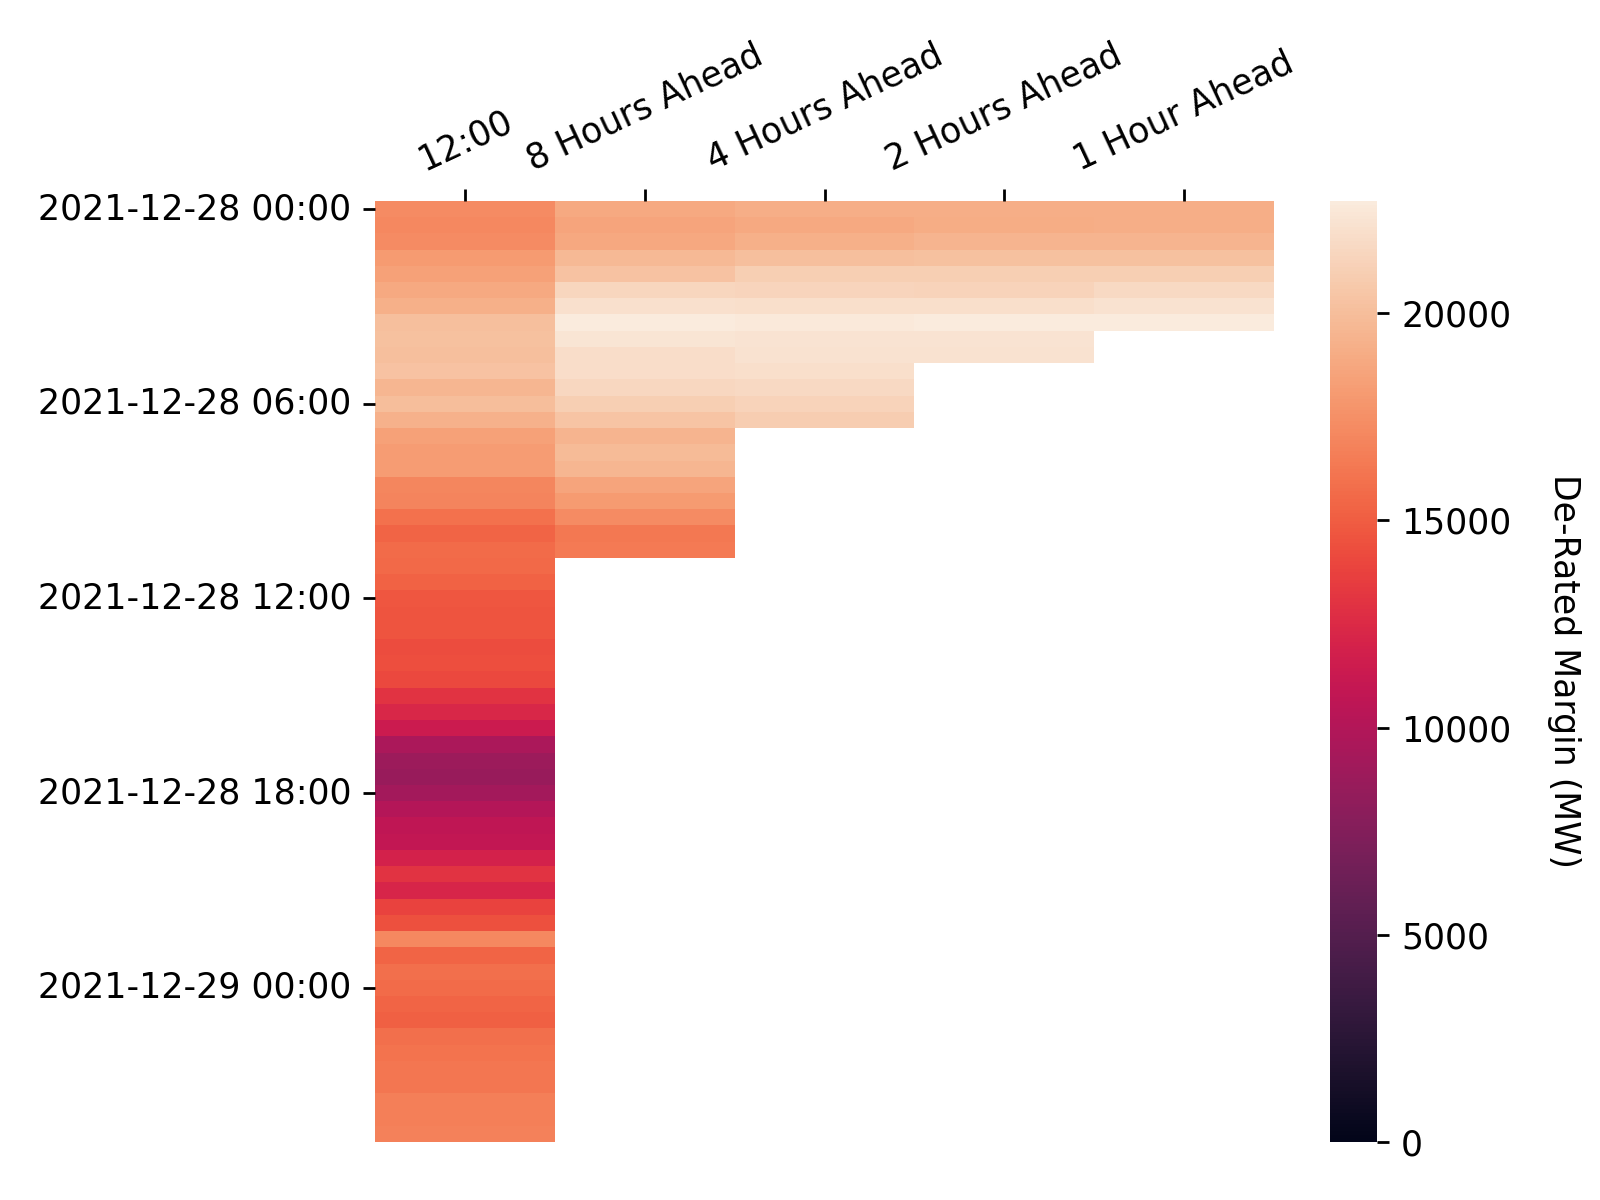 12:00
8 Hours Ahead
4 Hours Ahead
2 Hours Ahead
1 Hour Ahead
2021-12-28 00:00
2021-12-28 06:00
2021-12-28 12:00
2021-12-28 18:00
2021-12-29 00:00
20000
15000
10000
5000
0
De-Rated Margin (MW)